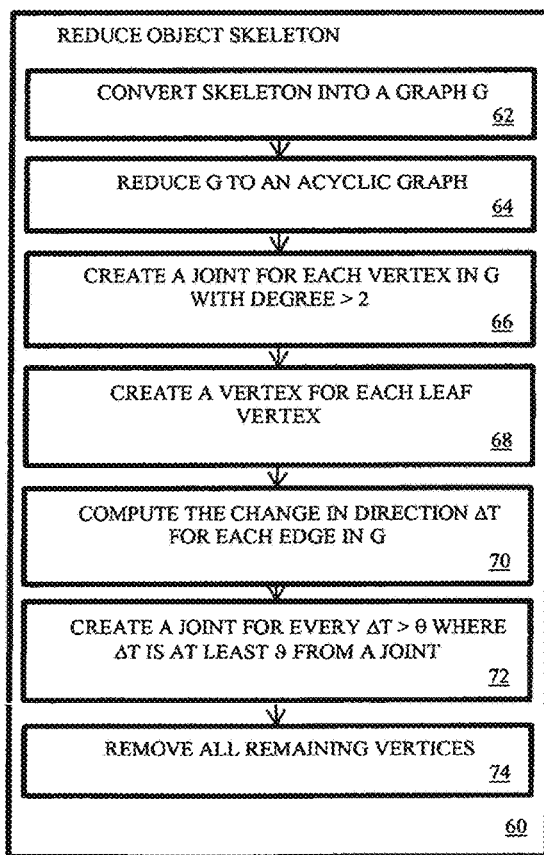 REDUCE OBJECT SKELETON
CONVERT SKELETON INTO A GRAPH G
62
REDUCE G TO AN ACYCLIC GRAPH
64
CREATE A JOINT FOR EACH VERTEX IN G
WITH DEGREE > 2
66
CREATE A VERTEX FOR EACH LEAF
VERTEX
68
COMPUTE THE CHANGE IN DIRECTION ΔT
FOR EACH EDGE IN G
70
CREATE A JOINT FOR EVERY ΔT > θ WHERE
ΔT IS AT LEAST ϑ FROM A JOINT
72
REMOVE ALL REMAINING VERTICES
74
60